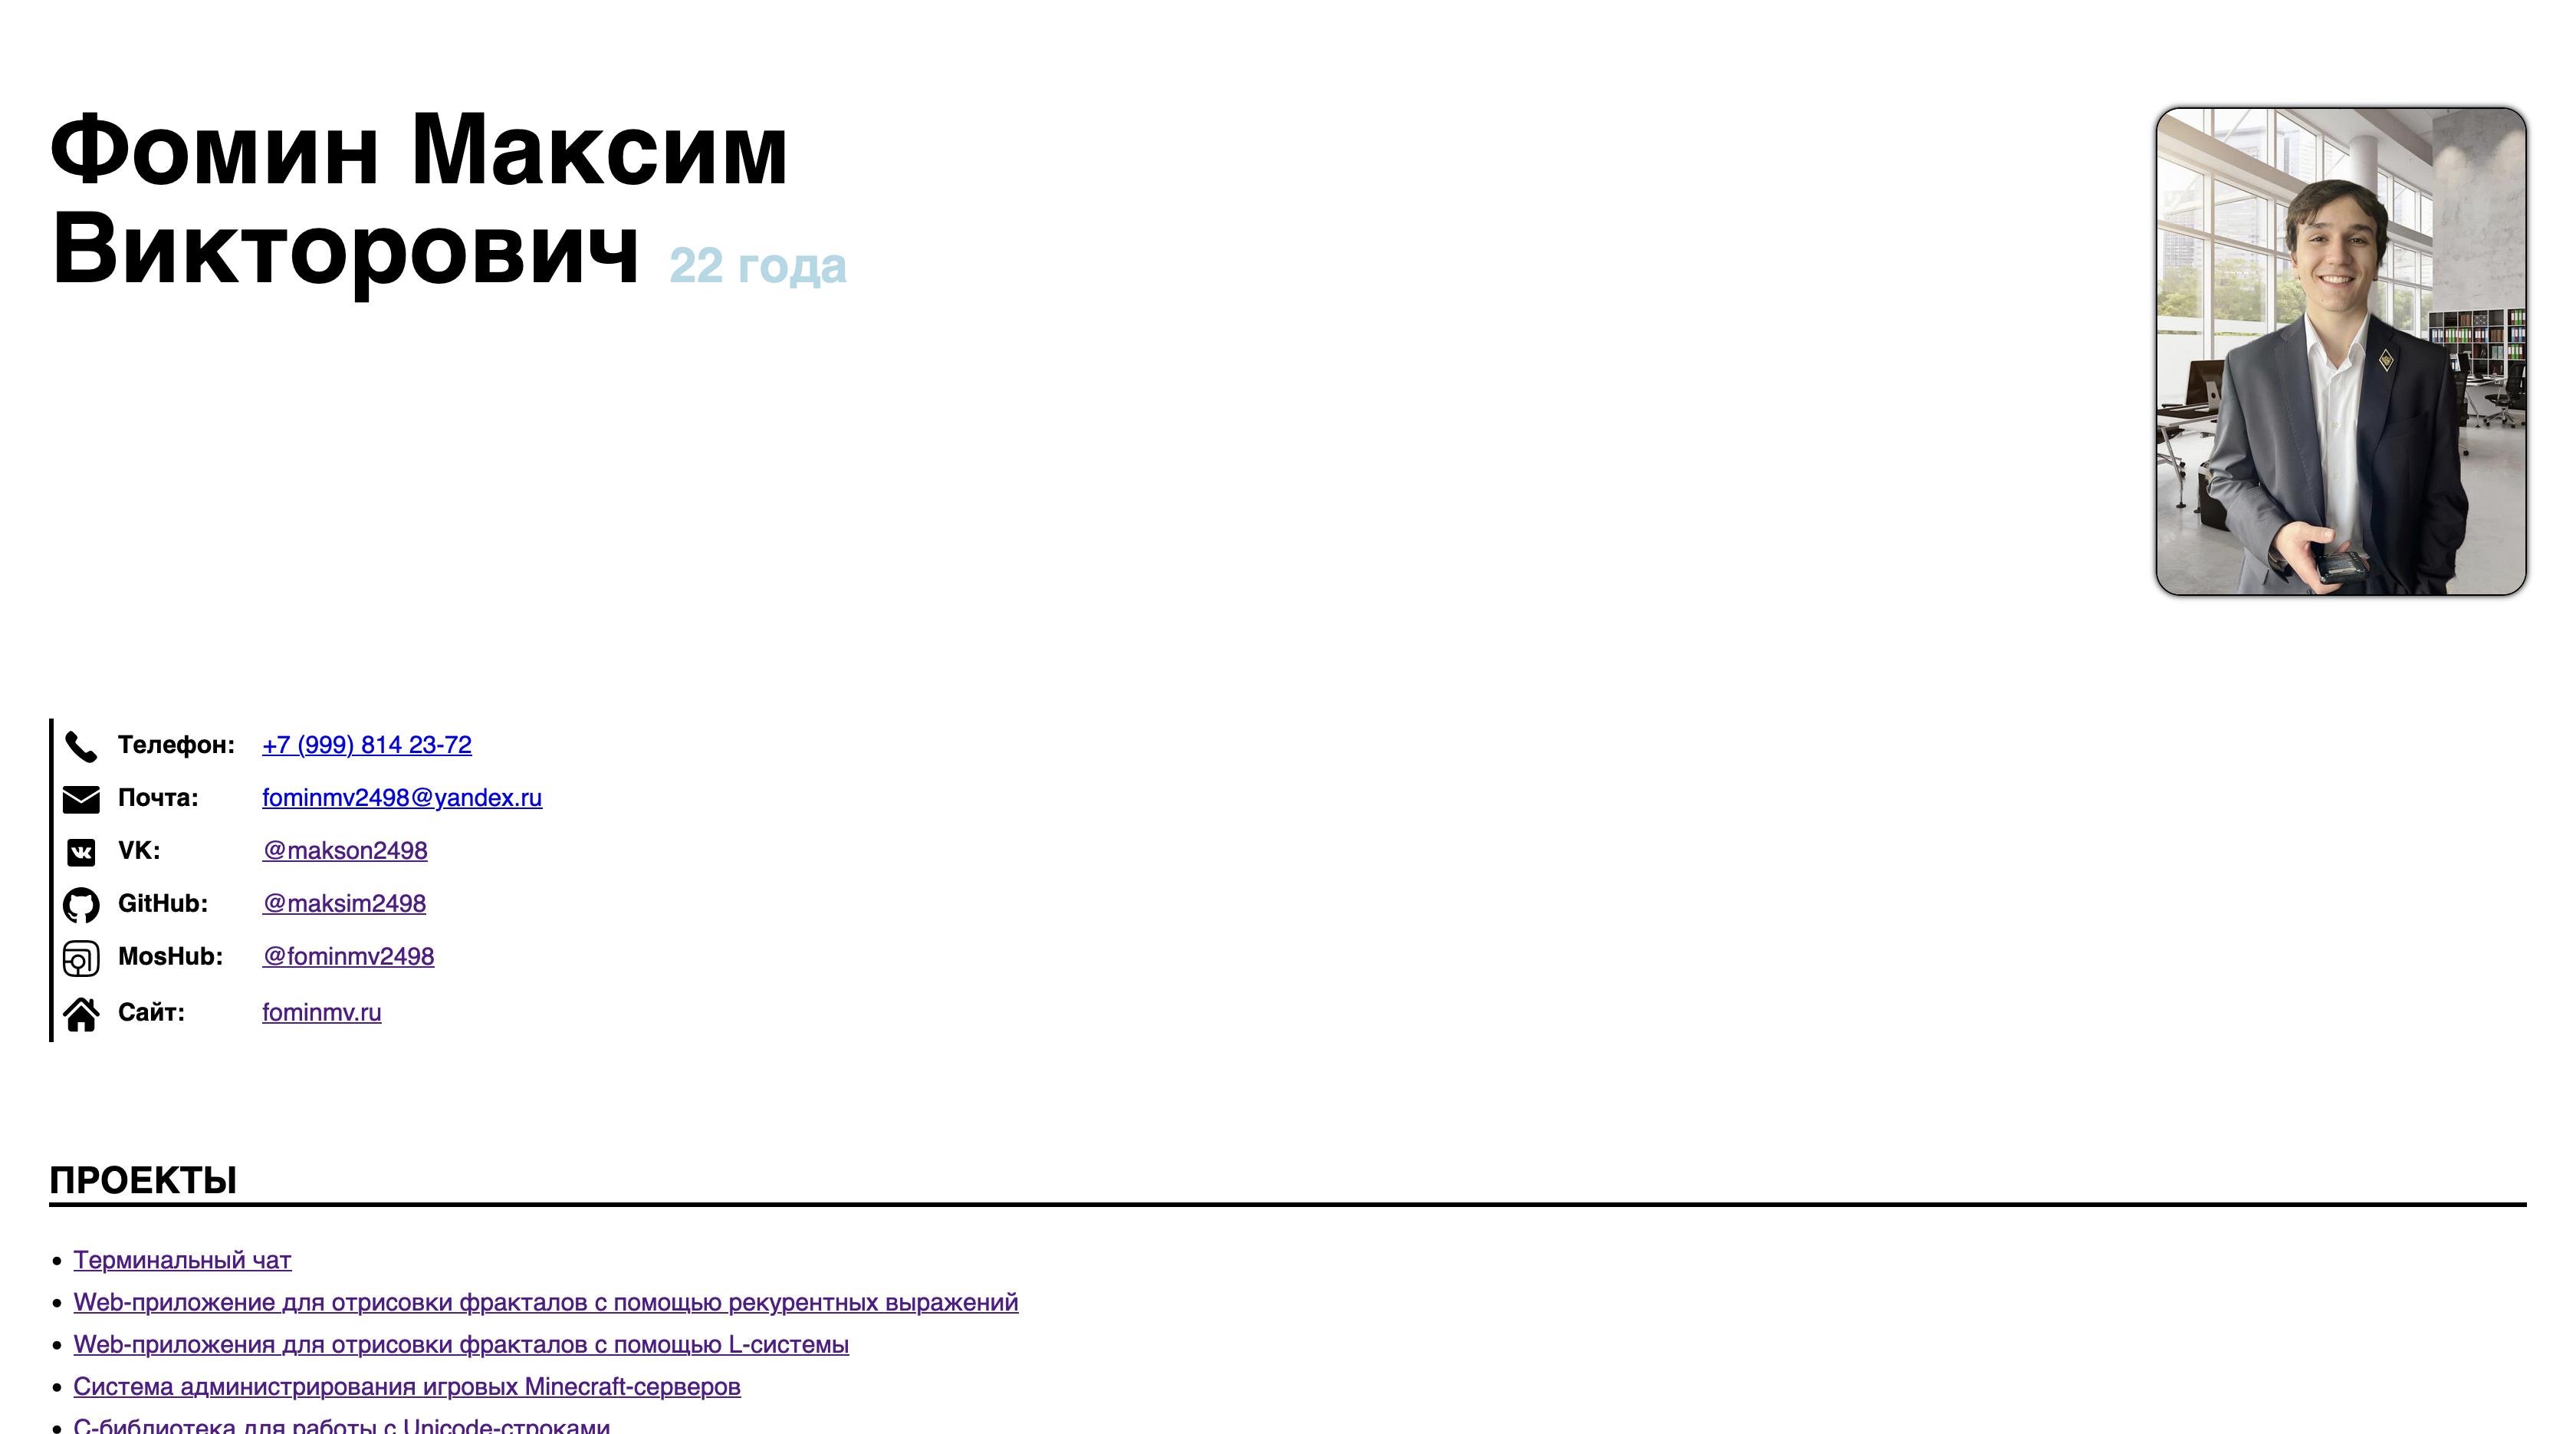 Фомин Максим
Викторович 22 года
Телефон: +7 (999) 814 23-72
Почта: fominmv2498@yandex.ru
VK: @makson2498
GitHub: @maksim2498
MosHub: @fominmv2498
Сайт: fominmv.ru
ПРОЕКТЫ
• Терминальный чат
• Web-приложение для отрисовки фракталов с помощью рекурентных выражений
• Web-приложения для отрисовки фракталов с помощью L-системы
• Система администрирования игровых Minecraft-серверов
• C-библиотека для работы с Unicode-строками